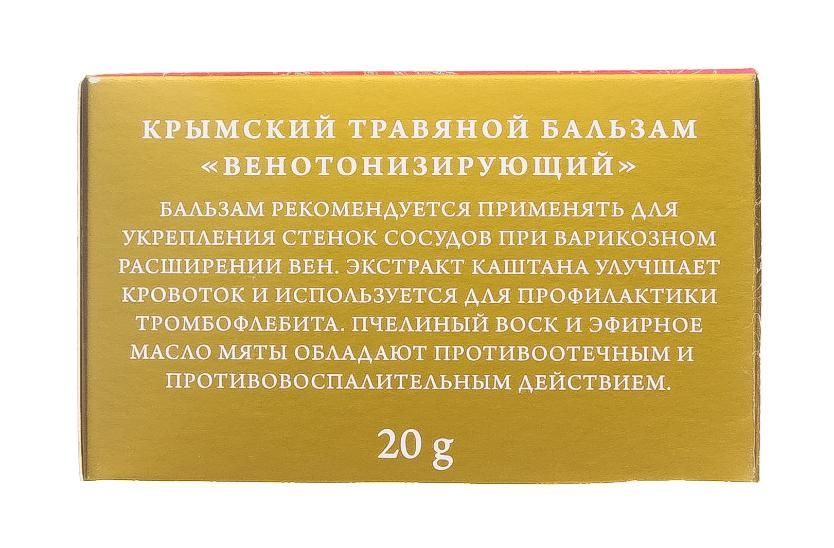 КРЫМСКИЙ ТРАВЯНОЙ БАЛЬЗАМ
«ВЕНОТОНИЗИРУЮЩИЙ»
БАЛЬЗАМ РЕКОМЕНДУЕТСЯ ПРИМЕНЯТЬ ДЛЯ
УКРЕПЛЕНИЯ СТЕНОК СОСУДОВ ПРИ ВАРИКОЗНОМ
РАСШИРЕНИИ ВЕН. ЭКСТРАКТ КАШТАНА УЛУЧШАЕТ
КРОВОТОК И ИСПОЛЬЗУЕТСЯ ДЛЯ ПРОФИЛАКТИКИ
ТРОМБОФЛЕБИТА. ПЧЕЛИНЫЙ ВОСК И ЭФИРНОЕ
МАСЛО МЯТЫ ОБЛАДАЮТ ПРОТИВООТЕЧНЫМ И
ПРОТИВОВОСПАЛИТЕЛЬНЫМ ДЕЙСТВИЕМ.
20 g